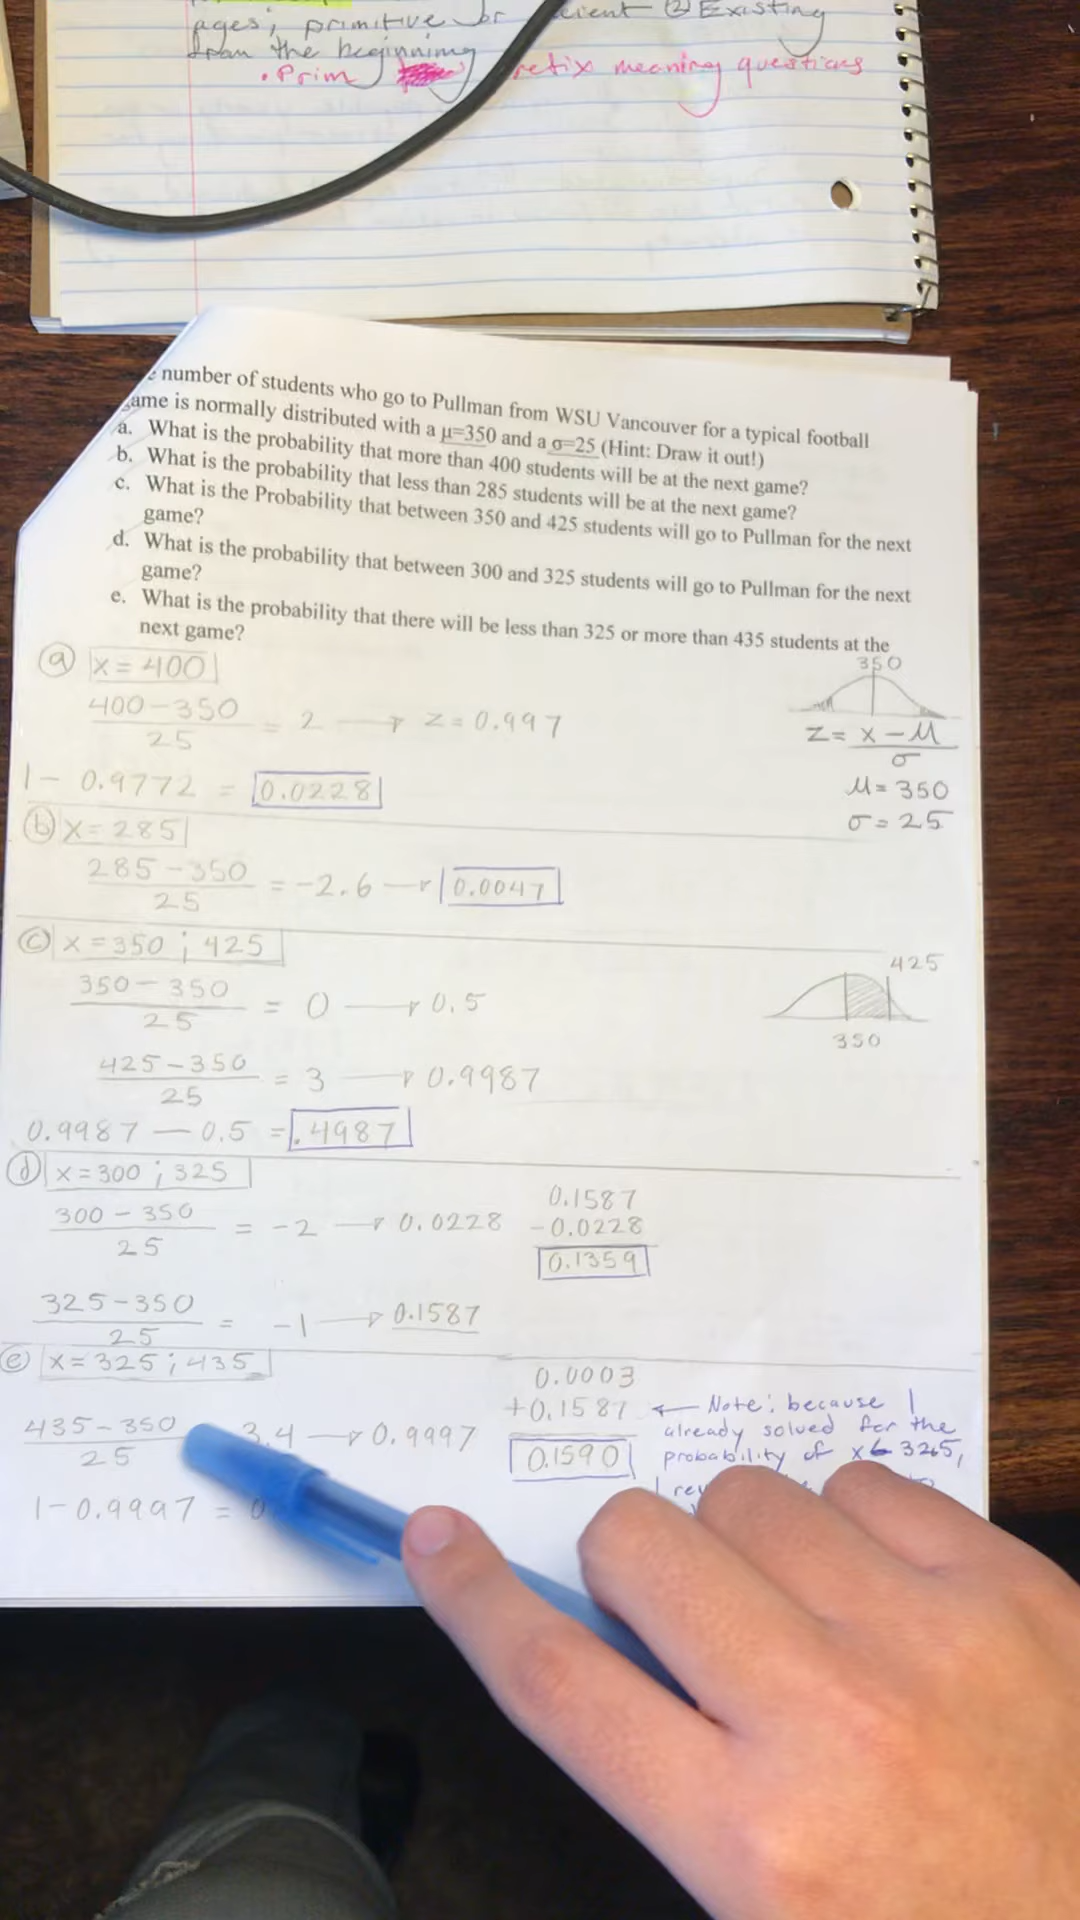 ages; primitive or
② Existing
from the beginning
• Prim
meaning questions
number of students who go to Pullman from WSU Vancouver for a typical football
game is normally distributed with a μ=350 and a σ=25 (Hint: Draw it out!)
a. What is the probability that more than 400 students will be at the next game?
b. What is the probability that less than 285 students will be at the next game?
c. What is the Probability that between 350 and 425 students will go to Pullman for the next
game?
d. What is the probability that between 300 and 325 students will go to Pullman for the next
game?
e. What is the probability that there will be less than 325 or more than 435 students at the
next game?
350
ⓐ x = 400
400 - 350
25
= 2 → z = 0.997
z = x - μ
σ
μ = 350
σ = 25
1 - 0.9772 = 0.0228
ⓑ x = 285
285 - 350
25
= -2.6 → 0.0047
ⓒ x = 350 ; 425
425
350
350 - 350
25
= 0 → 0.5
425 - 350
25
= 3 → 0.9987
0.9987 - 0.5 = .4987
ⓓ x = 300 ; 325
300 - 350
25
= -2 → 0.0228
0.1587
- 0.0228
0.1359
325 - 350
25
= -1 → 0.1587
ⓔ x = 325 ; 435
435 - 350
25
3.4 → 0.9997
1 - 0.9997 = 0
0.0003
+0.1587
0.1590
← Note: because I
already solved for the
probability of